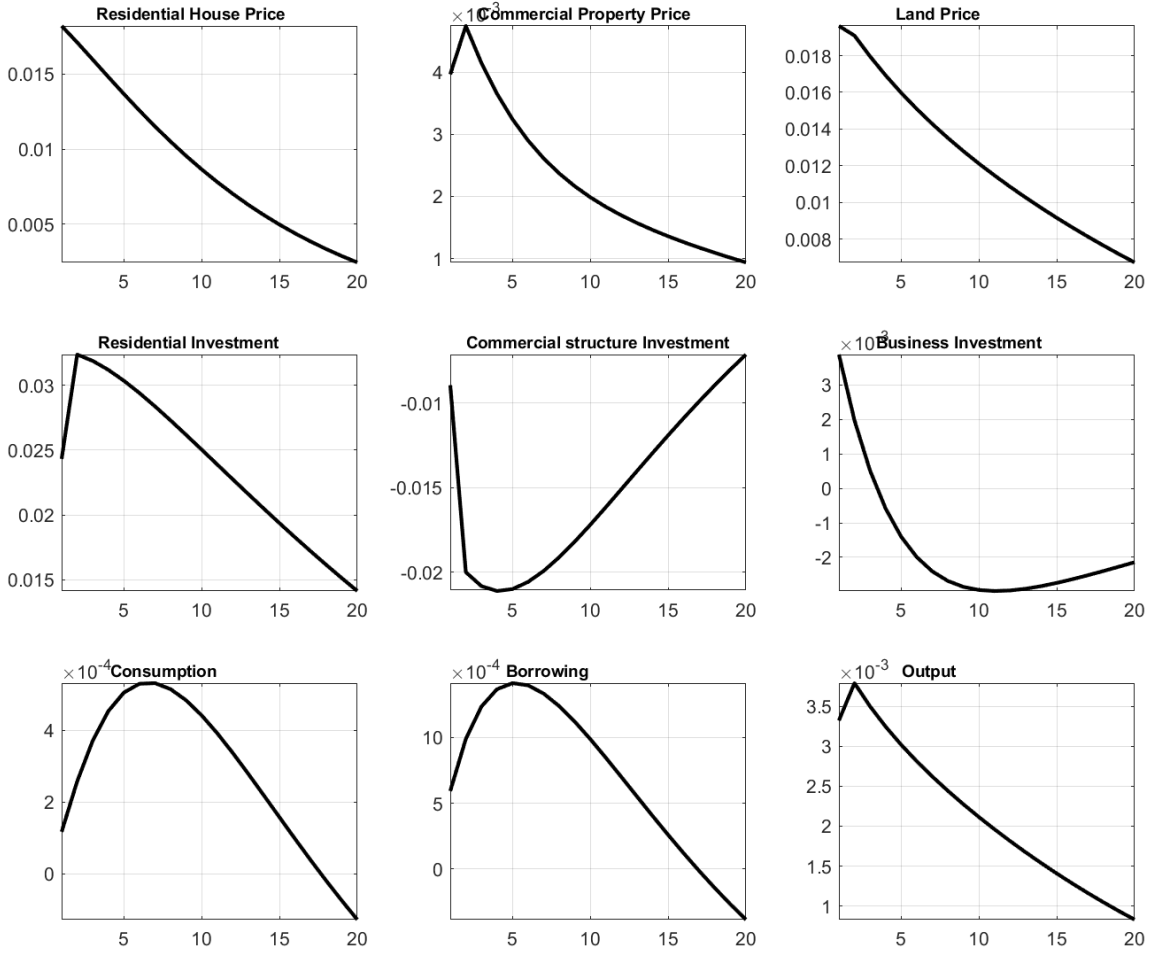 Residential House Price
0.015
0.01
0.005
5 10 15 20
×10-3
Commercial Property Price
4
3
2
1
5 10 15 20
Land Price
0.018
0.016
0.014
0.012
0.01
0.008
5 10 15 20
Residential Investment
0.03
0.025
0.02
0.015
5 10 15 20
Commercial structure Investment
-0.01
-0.015
-0.02
5 10 15 20
×10-3
Business Investment
3
2
1
0
-1
-2
5 10 15 20
×10-4
Consumption
4
2
0
5 10 15 20
×10-4
Borrowing
10
5
0
5 10 15 20
×10-3
Output
3.5
3
2.5
2
1.5
1
5 10 15 20